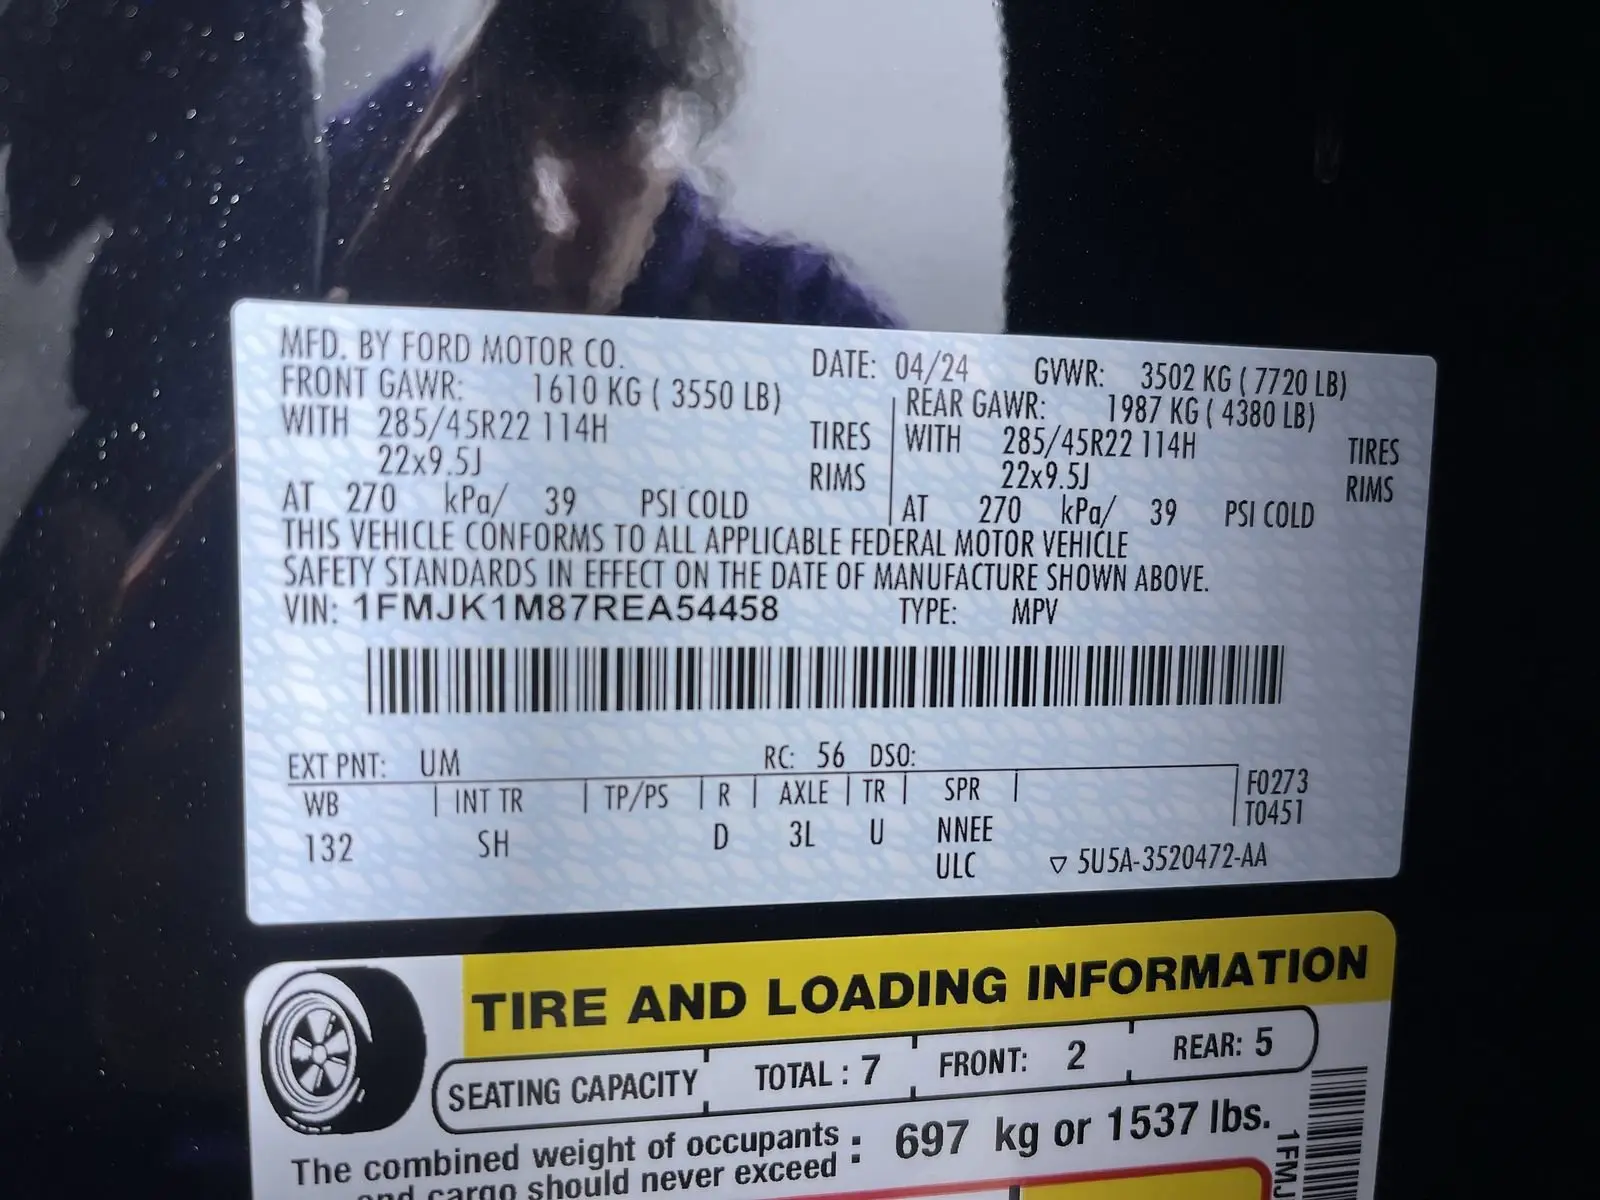 MFD. BY FORD MOTOR CO. DATE: 04/24 GVWR: 3502 KG ( 7720 LB)
FRONT GAWR: 1610 KG ( 3550 LB) REAR GAWR: 1987 KG ( 4380 LB)
WITH 285/45R22 114H TIRES WITH 285/45R22 114H TIRES
22x9.5J RIMS 22x9.5J RIMS
AT 270 kPa/ 39 PSI COLD AT 270 kPa/ 39 PSI COLD
THIS VEHICLE CONFORMS TO ALL APPLICABLE FEDERAL MOTOR VEHICLE
SAFETY STANDARDS IN EFFECT ON THE DATE OF MANUFACTURE SHOWN ABOVE.
VIN: 1FMJK1M87REA54458 TYPE: MPV
EXT PNT: UM RC: 56 DSO:
WB INT TR TP/PS R AXLE TR SPR F0273
T0451
132 SH D 3L U NNEE
ULC ▽ 5U5A-3520472-AA
TIRE AND LOADING INFORMATION
SEATING CAPACITY TOTAL : 7 FRONT: 2 REAR: 5
The combined weight of occupants : 697 kg or 1537 lbs.
and cargo should never exceed
1FMJ